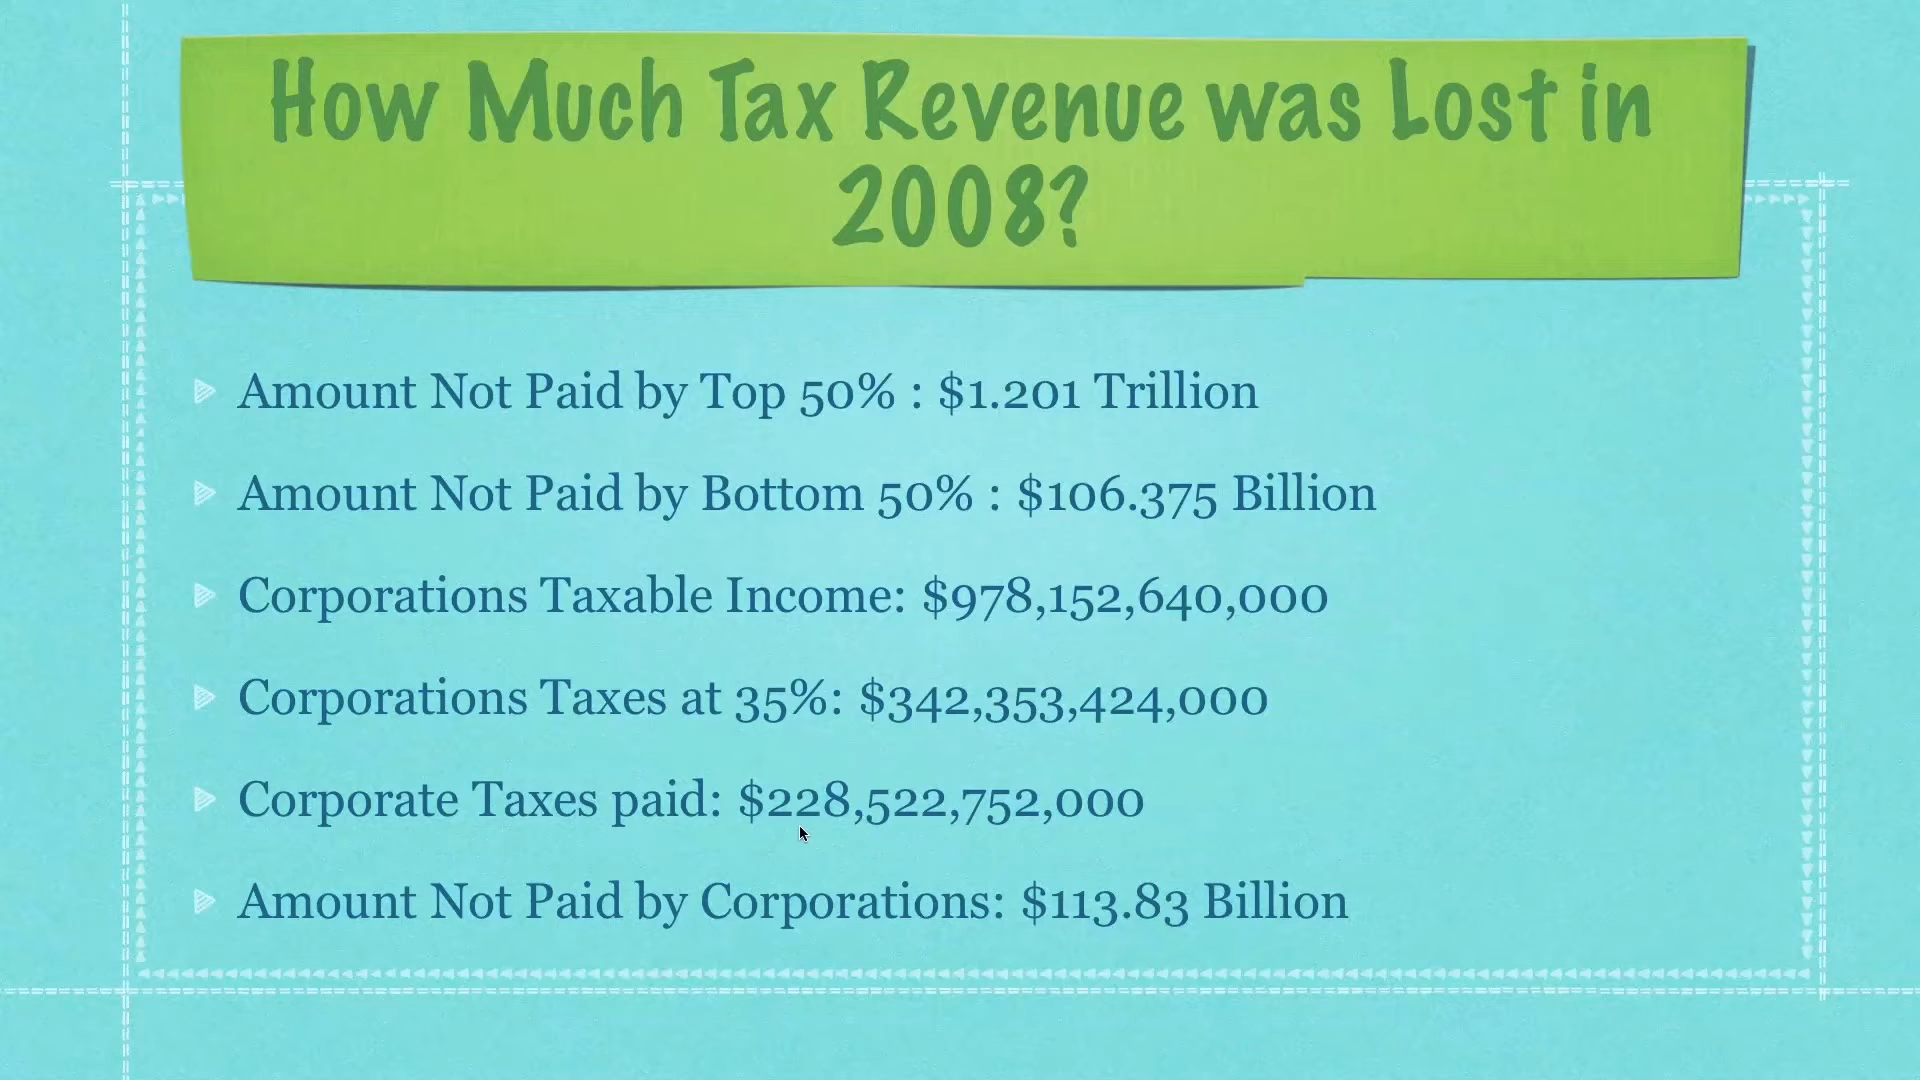 How Much Tax Revenue was Lost in
2008?
Amount Not Paid by Top 50% : $1.201 Trillion
Amount Not Paid by Bottom 50% : $106.375 Billion
Corporations Taxable Income: $978,152,640,000
Corporations Taxes at 35%: $342,353,424,000
Corporate Taxes paid: $228,522,752,000
Amount Not Paid by Corporations: $113.83 Billion